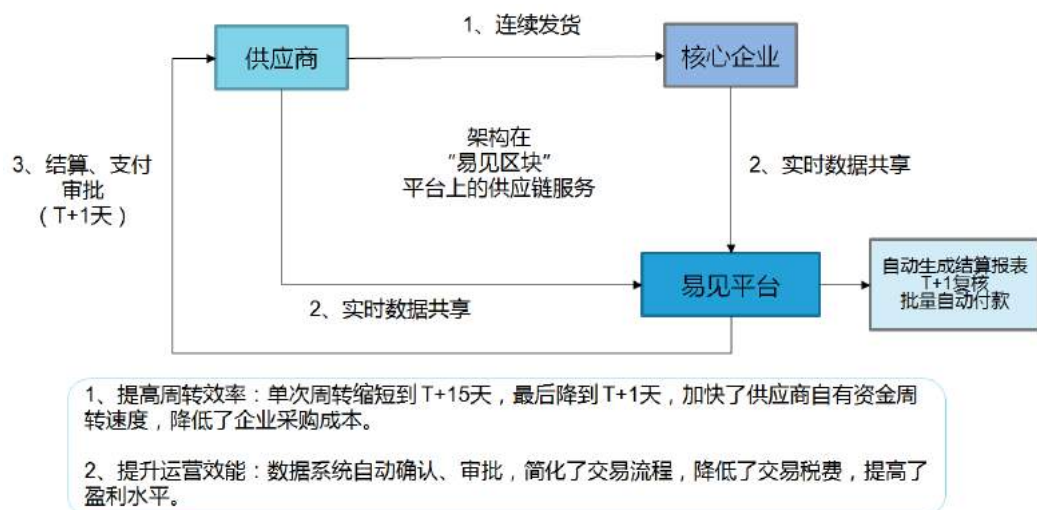 1、连续发货
供应商
核心企业
架构在
"易见区块"
平台上的供应链服务
3、结算、支付
审批
（T+1天）
2、实时数据共享
易见平台
自动生成结算报表
T+1复核
批量自动付款
2、实时数据共享
1、提高周转效率：单次周转缩短到T+15天，最后降到T+1天，加快了供应商自有资金周
转速度，降低了企业采购成本。
2、提升运营效能：数据系统自动确认、审批，简化了交易流程，降低了交易税费，提高了
盈利水平。